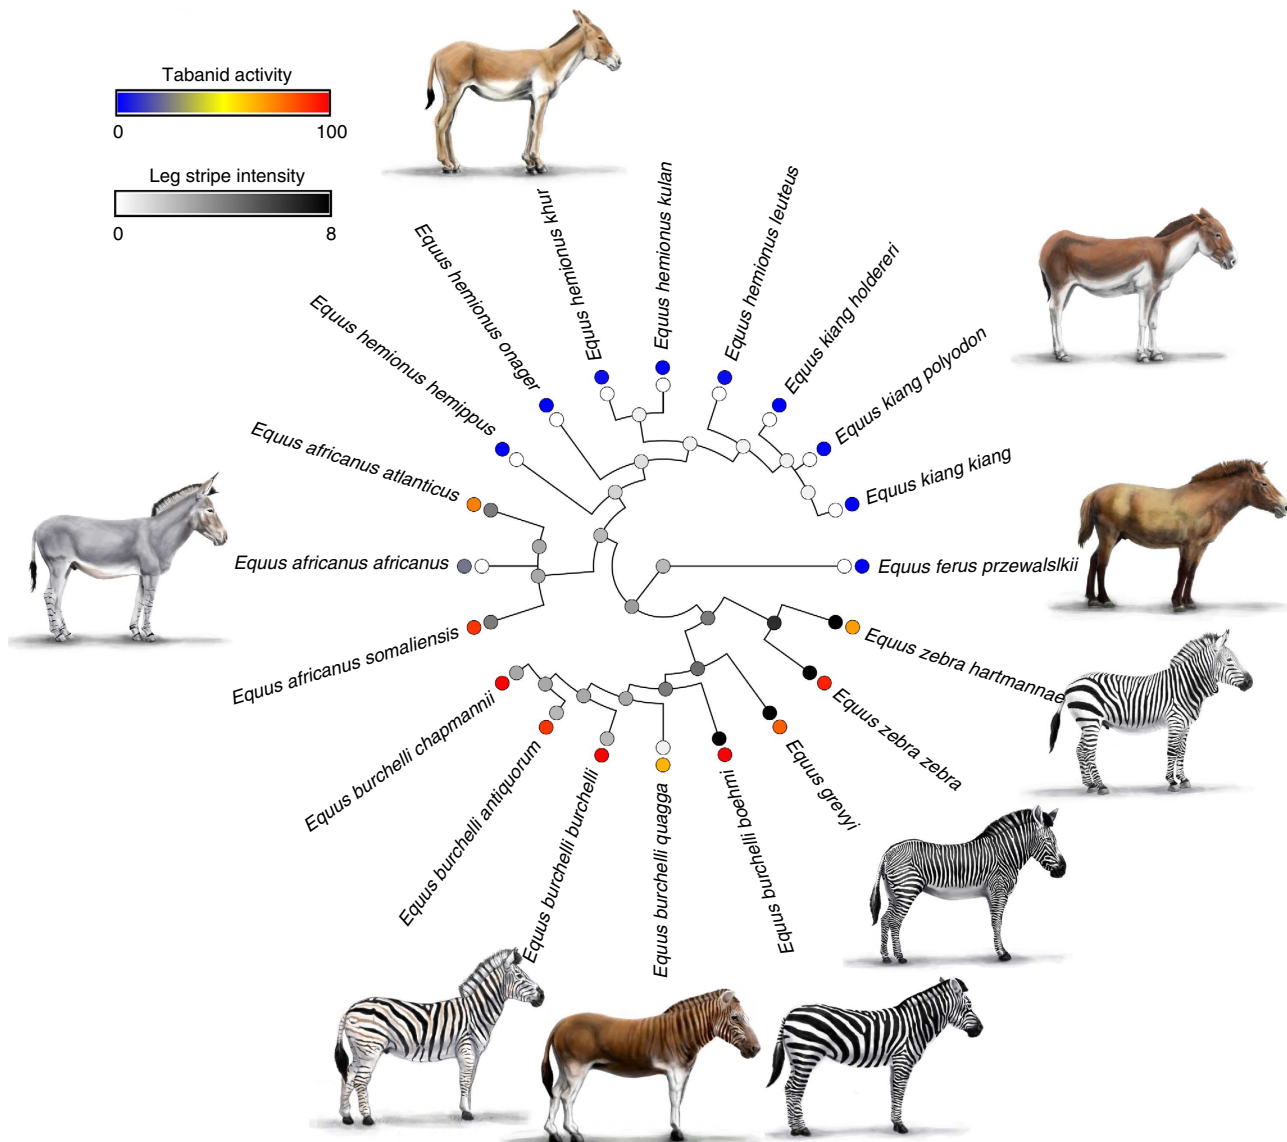 Tabanid activity
0 100
Leg stripe intensity
0 8
Equus hemionus khur
Equus hemionus kulan
Equus hemionus leuteus
Equus kiang holdereri
Equus kiang polyodon
Equus kiang kiang
Equus ferus przewalslkii
Equus zebra hartmannae
Equus zebra zebra
Equus grevyi
Equus burchelli boehmi
Equus burchelli quagga
Equus burchelli burchelli
Equus burchelli antiquorum
Equus burchelli chapmannii
Equus africanus somaliensis
Equus africanus africanus
Equus africanus atlanticus
Equus hemionus hemippus
Equus hemionus onager